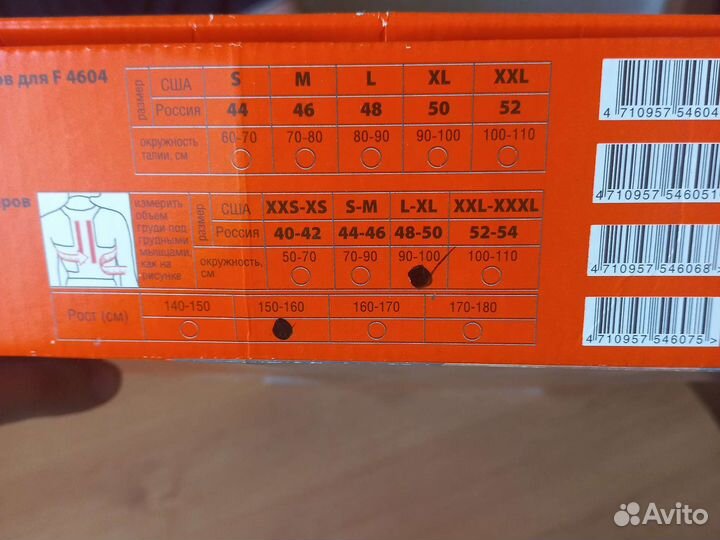 для F 4604
размер
США S M L XL XXL
Россия 44 46 48 50 52
окружность талии, см 60-70 70-80 80-90 90-100 100-110
измерить
объем
груди под
грудными
мышцами,
как на
рисунке
размер
США XXS-XS S-M L-XL XXL-XXXL
Россия 40-42 44-46 48-50 52-54
окружность, см 50-70 70-90 90-100 100-110
Рост (см) 140-150 150-160 160-170 170-180
4 710957 54604
4 710957 546051
4 710957 546068 >
4 710957 546075 >
Avito